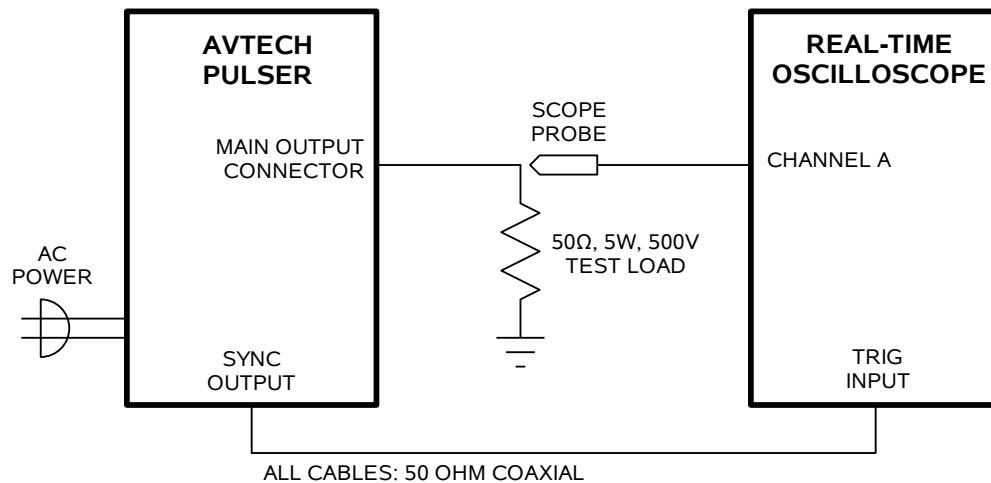 AVTECH
PULSER
REAL-TIME
OSCILLOSCOPE
SCOPE
PROBE
MAIN OUTPUT
CONNECTOR
CHANNEL A
50Ω, 5W, 500V
TEST LOAD
AC
POWER
SYNC
OUTPUT
TRIG
INPUT
ALL CABLES: 50 OHM COAXIAL